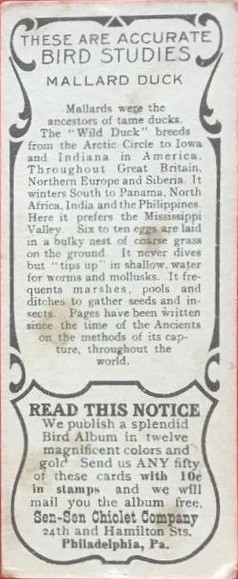 THESE ARE ACCURATE
BIRD STUDIES
MALLARD DUCK
Mallards were the
ancestors of tame ducks.
The "Wild Duck" breeds
from the Arctic Circle to Iowa
and Indiana in America.
Throughout Great Britain,
Northern Europe and Siberia. It
winters South to Panama, North
Africa, India and the Philippines.
Here it prefers the Mississippi
Valley. Six to ten eggs are laid
in a bulky nest of coarse grass
on the ground. It never dives
but "tips up" in shallow water
for worms and mollusks. It fre-
quents marshes, pools and
ditches to gather seeds and in-
sects. Pages have been written
since the time of the Ancients
on the methods of its cap-
ture, throughout the
world.
READ THIS NOTICE
We publish a splendid
Bird Album in twelve
magnificent colors and
gold. Send us ANY fifty
of these cards with 10c
in stamps and we will
mail you the album free.
Sen-Sen Chiclet Company
24th and Hamilton Sts.
Philadelphia, Pa.